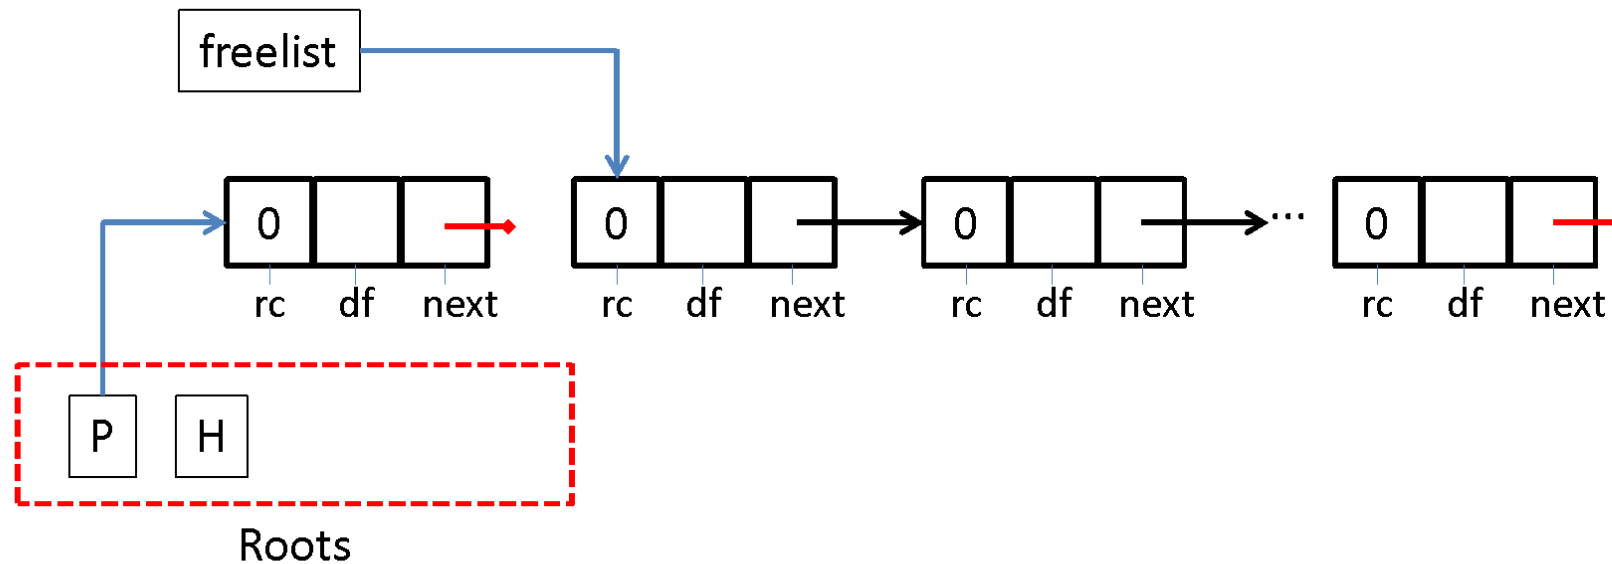 freelist
0 0 0 ... 0
rc df next rc df next rc df next rc df next
P H
Roots